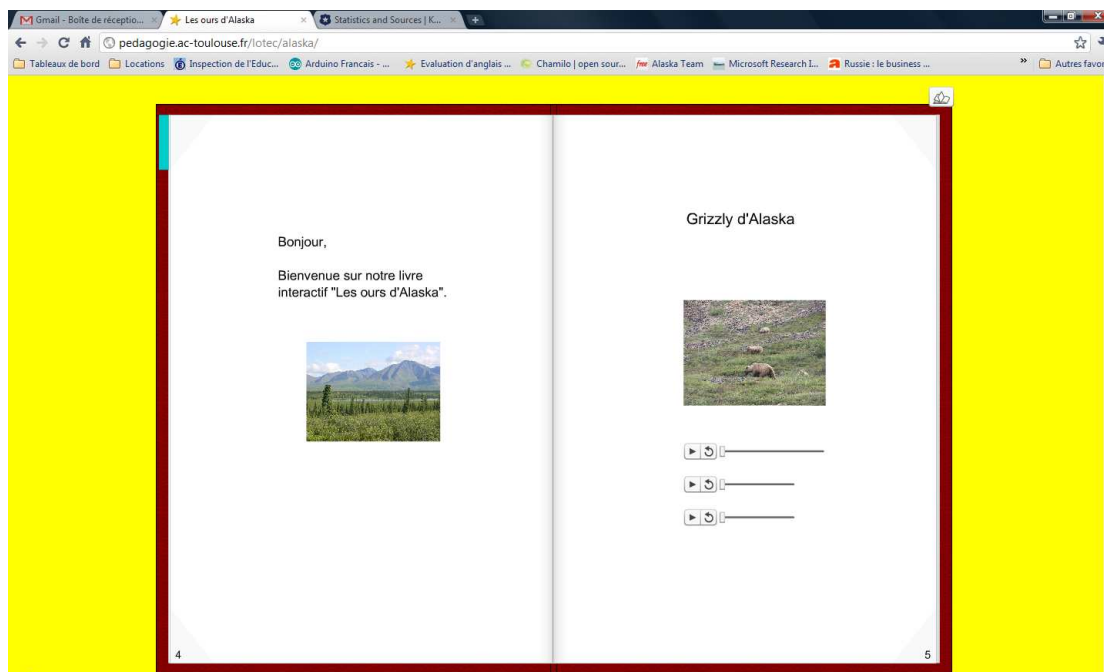 Gmail - Boîte de réceptio...
Les ours d'Alaska
Statistics and Sources | K...
pedagogie.ac-toulouse.fr/lotec/alaska/
Tableaux de bord
Locations
Inspection de l'Educ...
Arduino Francais - ...
Evaluation d'anglais ...
Chamilo | open sour...
free
Alaska Team
Microsoft Research I...
Russie : le business ...
»
Autres favor
Bonjour,
Bienvenue sur notre livre
interactif "Les ours d'Alaska".
4
Grizzly d'Alaska
5